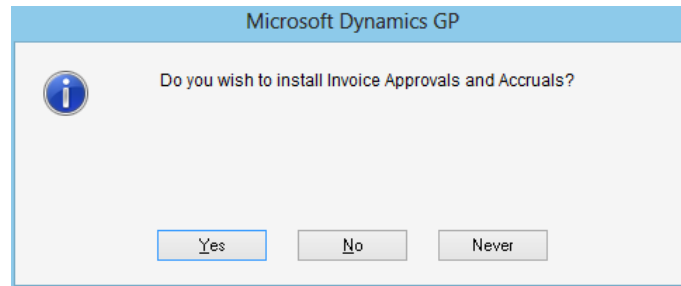 Microsoft Dynamics GP
Do you wish to install Invoice Approvals and Accruals?
Yes No Never